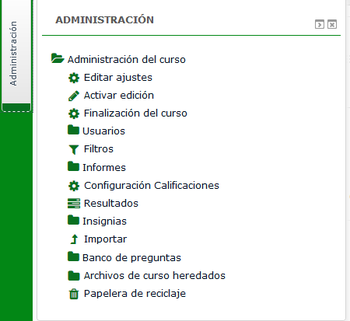 Administración
ADMINISTRACIÓN
Administración del curso
Editar ajustes
Activar edición
Finalización del curso
Usuarios
Filtros
Informes
Configuración Calificaciones
Resultados
Insignias
Importar
Banco de preguntas
Archivos de curso heredados
Papelera de reciclaje